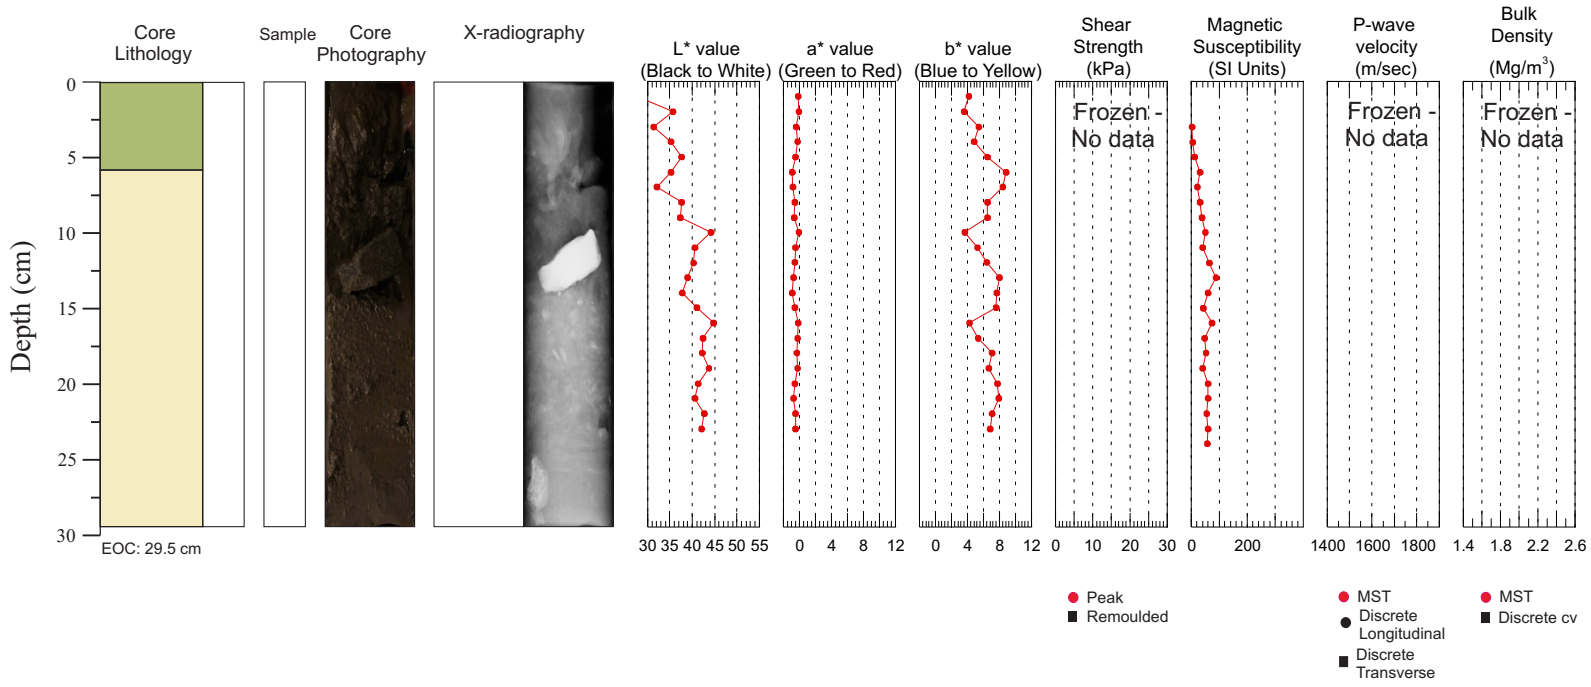 Core
Lithology
Sample
Core
Photography
X-radiography
L* value
(Black to White)
a* value
(Green to Red)
b* value
(Blue to Yellow)
Shear
Strength
(kPa)
Magnetic
Susceptibility
(SI Units)
P-wave
velocity
(m/sec)
Bulk
Density
(Mg/m³)
Depth (cm)
0
5
10
15
20
25
30
Frozen -
No data
Frozen -
No data
Frozen -
No data
EOC: 29.5 cm
30 35 40 45 50 55
0 4 8 12
0 4 8 12
0 10 20 30
0 200
1400 1600 1800
1.4 1.8 2.2 2.6
Peak
Remoulded
MST
Discrete
Longitudinal
Discrete
Transverse
MST
Discrete cv